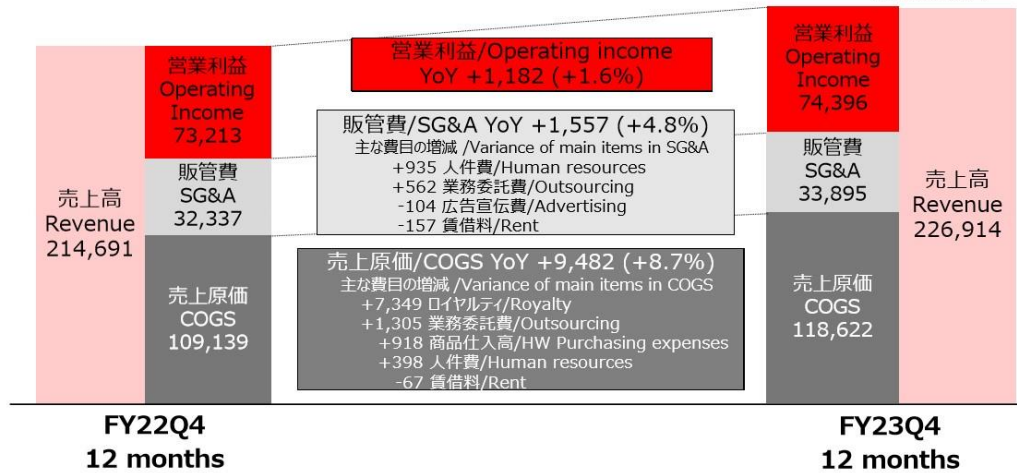 売上高
Revenue
214,691
営業利益
Operating
Income
73,213
販管費
SG&A
32,337
売上原価
COGS
109,139
営業利益/Operating income
YoY +1,182 (+1.6%)
販管費/SG&A YoY +1,557 (+4.8%)
主な費目の増減 /Variance of main items in SG&A
+935 人件費/Human resources
+562 業務委託費/Outsourcing
-104 広告宣伝費/Advertising
-157 賃借料/Rent
売上原価/COGS YoY +9,482 (+8.7%)
主な費目の増減 /Variance of main items in COGS
+7,349 ロイヤルティ/Royalty
+1,305 業務委託費/Outsourcing
+918 商品仕入高/HW Purchasing expenses
+398 人件費/Human resources
-67 賃借料/Rent
営業利益
Operating
Income
74,396
販管費
SG&A
33,895
売上原価
COGS
118,622
売上高
Revenue
226,914
FY22Q4
12 months
FY23Q4
12 months